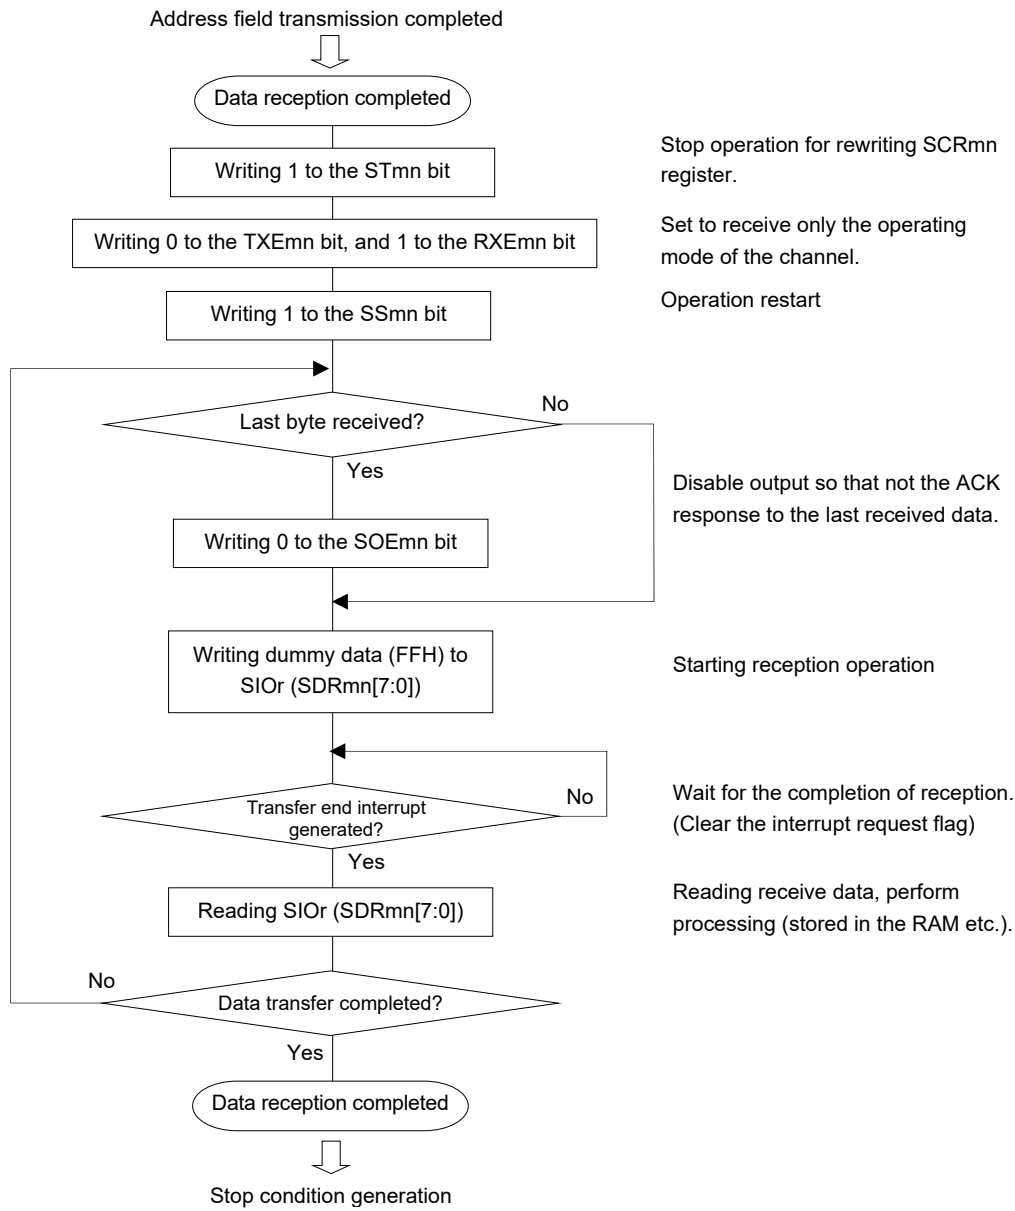 Address field transmission completed
Data reception completed
Writing 1 to the STmn bit
Stop operation for rewriting SCRmn
register.
Writing 0 to the TXEmn bit, and 1 to the RXEmn bit
Set to receive only the operating
mode of the channel.
Writing 1 to the SSmn bit
Operation restart
Last byte received?
No
Yes
Disable output so that not the ACK
response to the last received data.
Writing 0 to the SOEmn bit
Writing dummy data (FFH) to
SIOr (SDRmn[7:0])
Starting reception operation
Transfer end interrupt
generated?
No
Wait for the completion of reception.
(Clear the interrupt request flag)
Yes
Reading SIOr (SDRmn[7:0])
Reading receive data, perform
processing (stored in the RAM etc.).
No
Data transfer completed?
Yes
Data reception completed
Stop condition generation